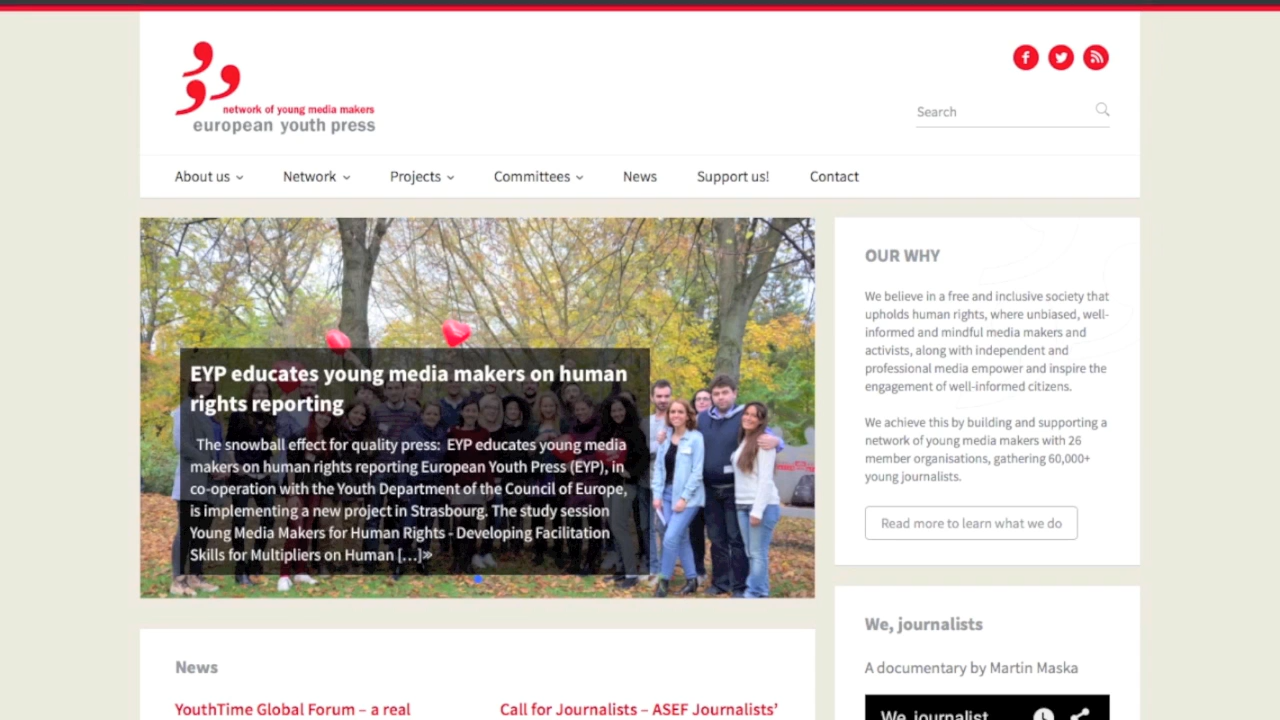 network of young media makers
european youth press
Search
About us
Network
Projects
Committees
News
Support us!
Contact
EYP educates young media makers on human
rights reporting
The snowball effect for quality press: EYP educates young media
makers on human rights reporting European Youth Press (EYP), in
co-operation with the Youth Department of the Council of Europe,
is implementing a new project in Strasbourg. The study session
Young Media Makers for Human Rights - Developing Facilitation
Skills for Multipliers on Human [...]»
OUR WHY
We believe in a free and inclusive society that
upholds human rights, where unbiased, well-
informed and mindful media makers and
activists, along with independent and
professional media empower and inspire the
engagement of well-informed citizens.
We achieve this by building and supporting a
network of young media makers with 26
member organisations, gathering 60,000+
young journalists.
Read more to learn what we do
News
YouthTime Global Forum – a real
Call for Journalists – ASEF Journalists’
We, journalists
A documentary by Martin Maska
We, journalist